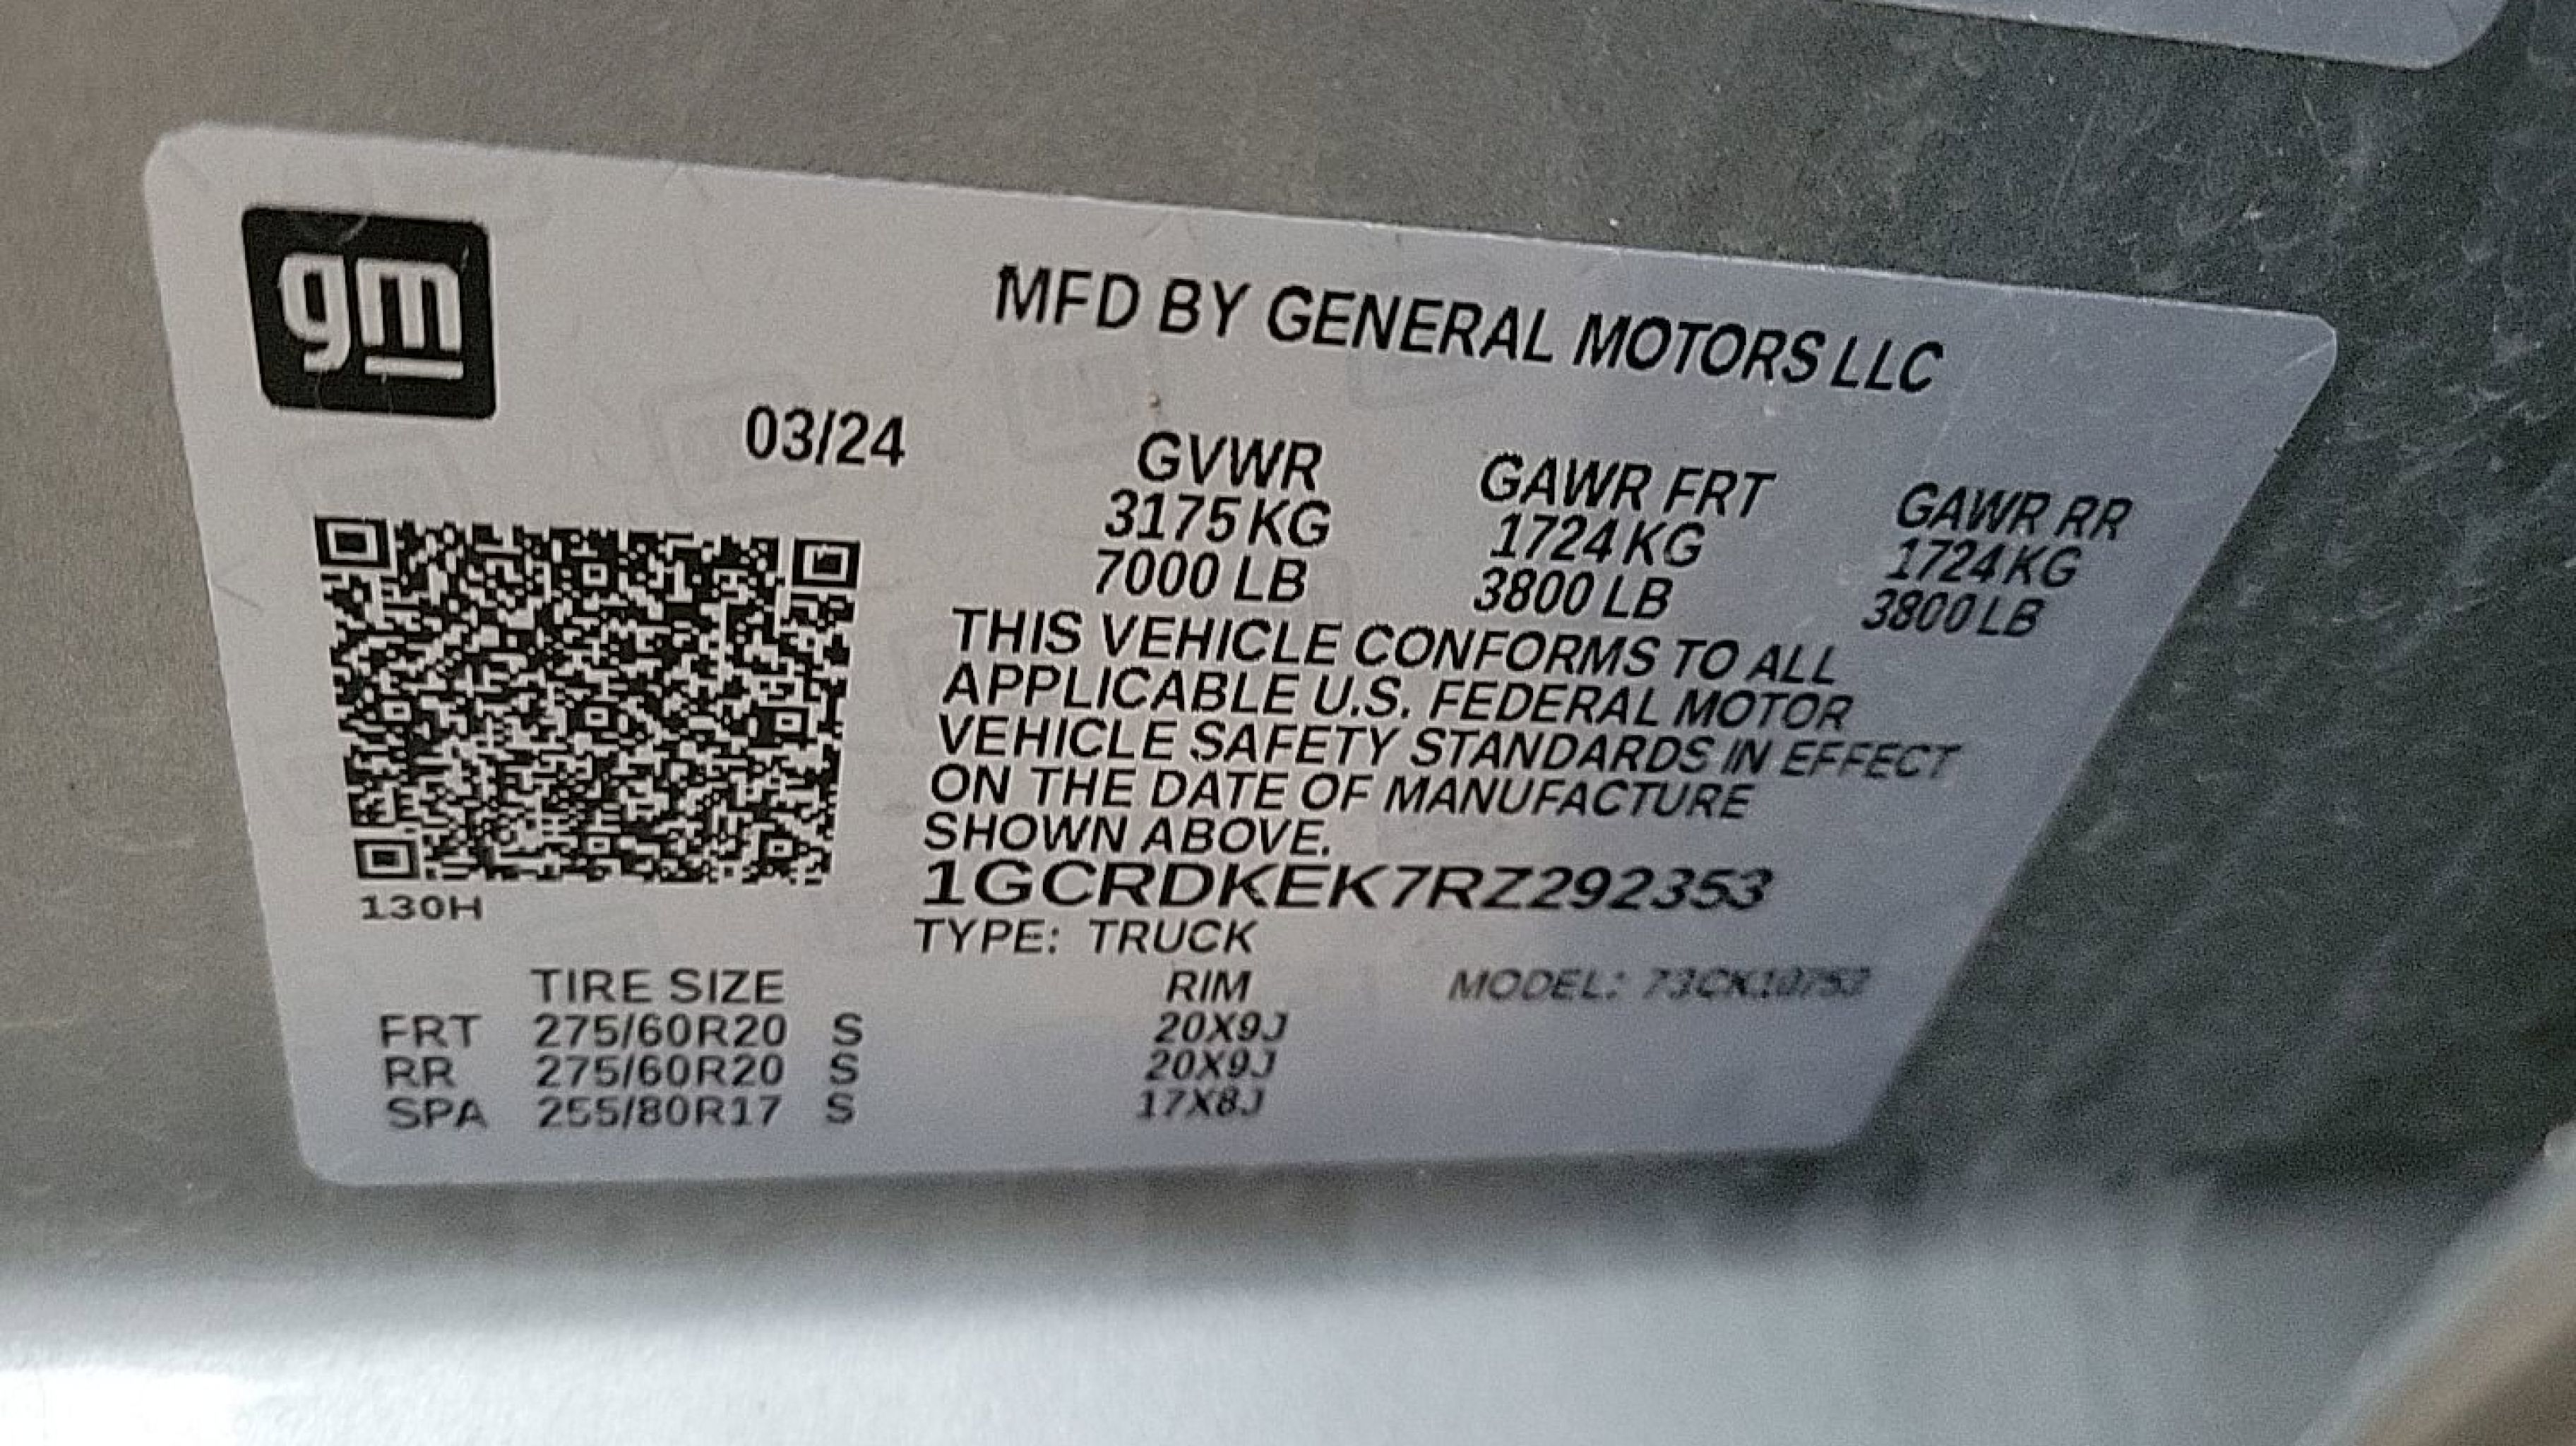 gm
MFD BY GENERAL MOTORS LLC
03/24
GVWR GAWR FRT GAWR RR
3175 KG 1724 KG 1724 KG
7000 LB 3800 LB 3800 LB
THIS VEHICLE CONFORMS TO ALL
APPLICABLE U.S. FEDERAL MOTOR
VEHICLE SAFETY STANDARDS IN EFFECT
ON THE DATE OF MANUFACTURE
SHOWN ABOVE.
1GCRDKEK7RZ292353
130H
TYPE: TRUCK
TIRE SIZE RIM MODEL:
FRT 275/60R20 S 20X9J
RR 275/60R20 S 20X9J
SPA 255/80R17 S 17X8J